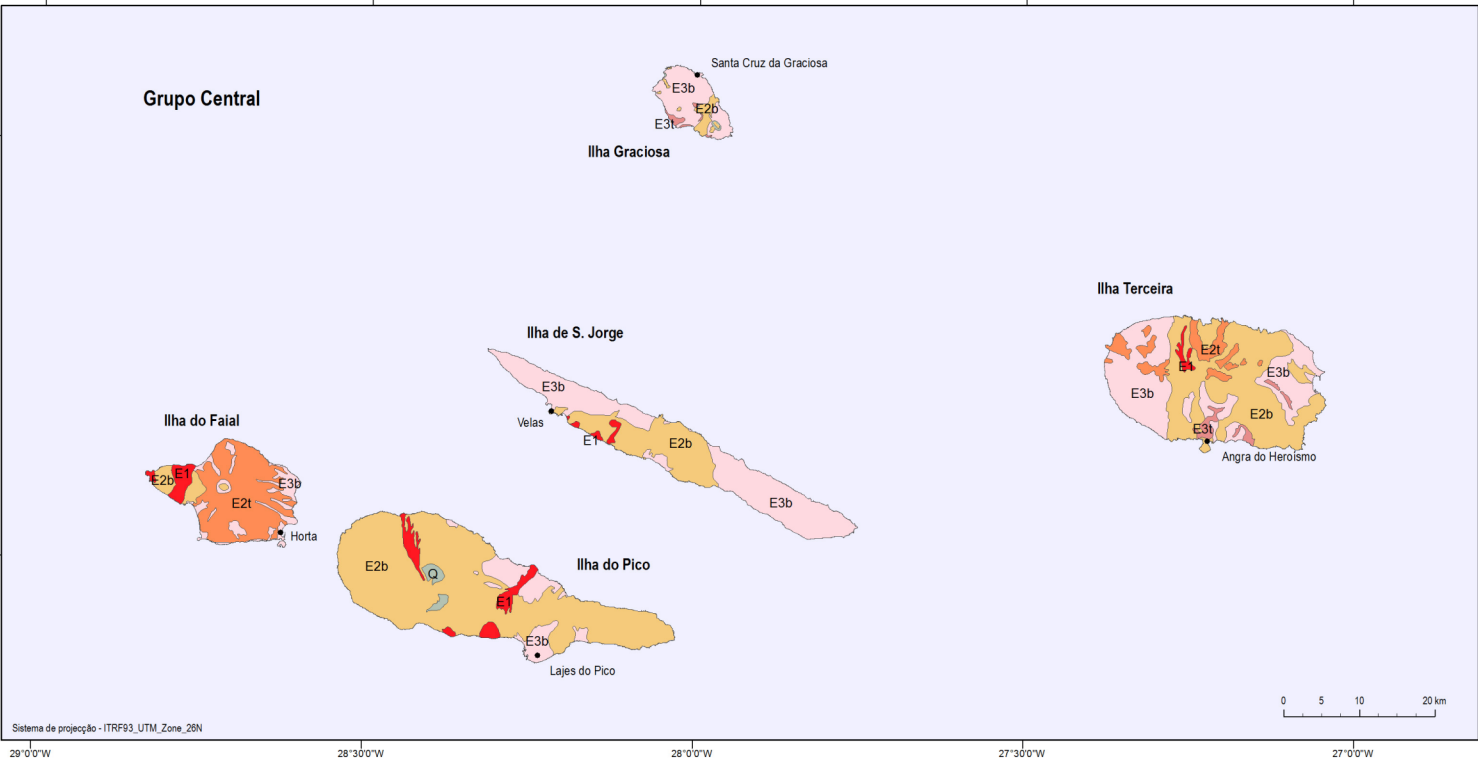 Santa Cruz da Graciosa
Grupo Central
E3b
E2b
E3t
Ilha Graciosa
Ilha Terceira
Ilha de S. Jorge
E2t
E1
E3b
E3b
E3b
Velas
E1
E2b
E2b
E3t
Angra do Heroísmo
Ilha do Faial
E1
E2b
E3b
E2t
E3b
Horta
Ilha do Pico
E2b
Q
E1
E3b
Lajes do Pico
0 5 10 20 km
Sistema de projecção - ITRF93_UTM_Zone_26N
29°0'0"W 28°30'0"W 28°0'0"W 27°30'0"W 27°0'0"W